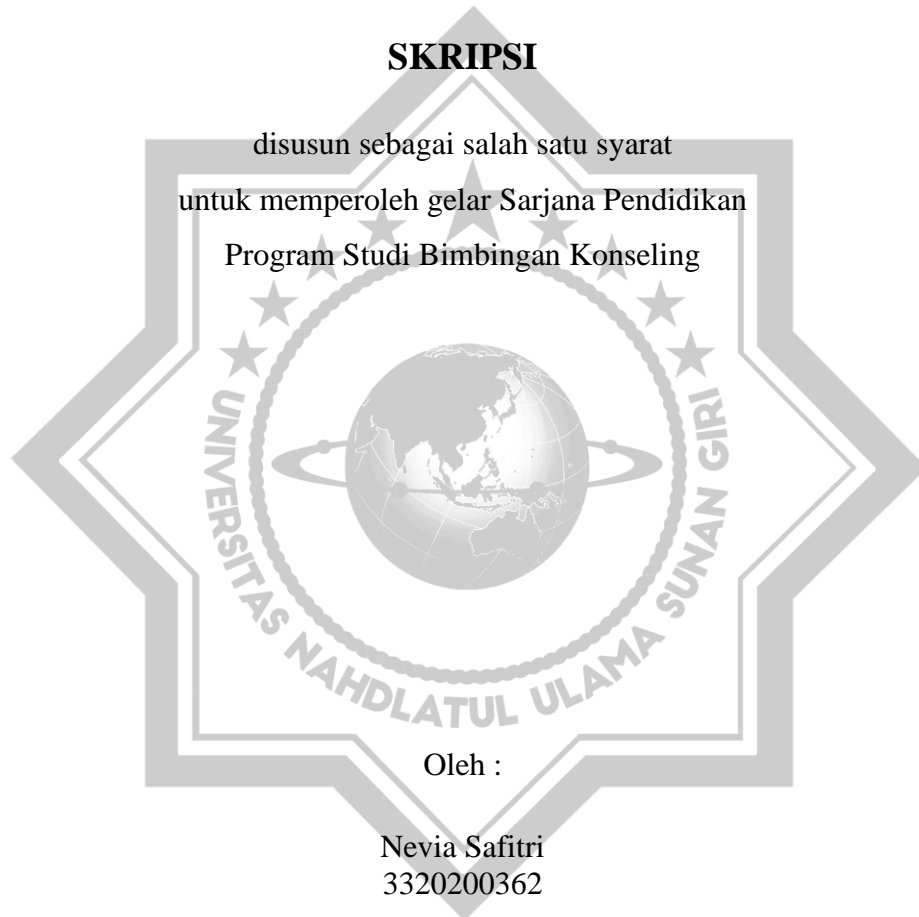 SKRIPSI
disusun sebagai salah satu syarat
untuk memperoleh gelar Sarjana Pendidikan
Program Studi Bimbingan Konseling
UNIVERSITAS NAHDLATUL ULAMA SUNAN GIRI
Oleh :
Nevia Safitri
3320200362